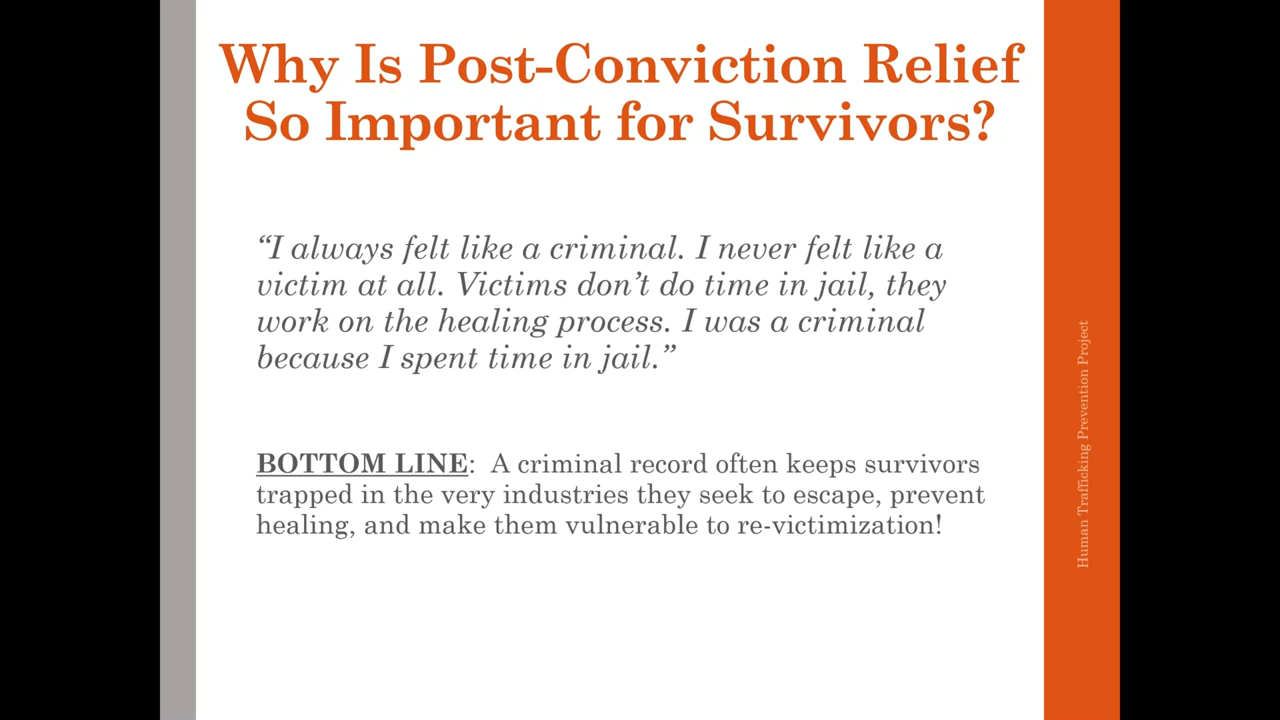 Why Is Post-Conviction Relief
So Important for Survivors?
“I always felt like a criminal. I never felt like a
victim at all. Victims don’t do time in jail, they
work on the healing process. I was a criminal
because I spent time in jail.”
BOTTOM LINE:  A criminal record often keeps survivors
trapped in the very industries they seek to escape, prevent
healing, and make them vulnerable to re-victimization!
Human Trafficking Prevention Project